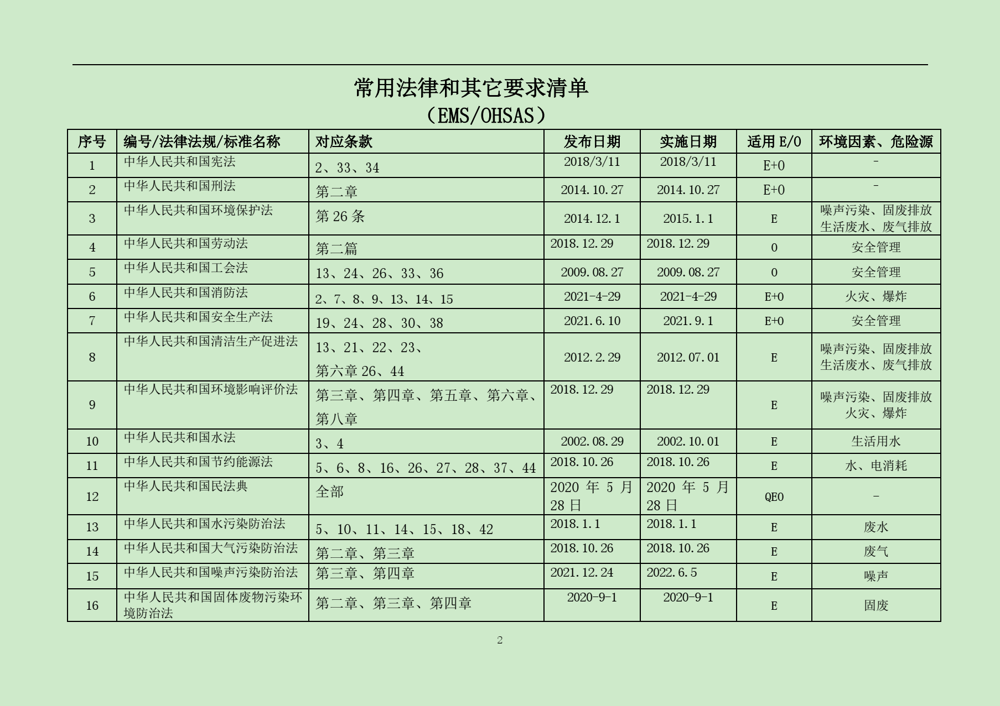 常用法律和其它要求清单
（EMS/OHSAS）
序号 编号/法律法规/标准名称 对应条款 发布日期 实施日期 适用 E/O 环境因素、危险源
1 中华人民共和国宪法 2、33、34 2018/3/11 2018/3/11 E+O -
2 中华人民共和国刑法 第二章 2014.10.27 2014.10.27 E+O -
3 中华人民共和国环境保护法 第 26 条 2014.12.1 2015.1.1 E 噪声污染、固废排放
生活废水、废气排放
4 中华人民共和国劳动法 第二篇 2018.12.29 2018.12.29 O 安全管理
5 中华人民共和国工会法 13、24、26、33、36 2009.08.27 2009.08.27 O 安全管理
6 中华人民共和国消防法 2、7、8、9、13、14、15 2021-4-29 2021-4-29 E+O 火灾、爆炸
7 中华人民共和国安全生产法 19、24、28、30、38 2021.6.10 2021.9.1 E+O 安全管理
8 中华人民共和国清洁生产促进法 13、21、22、23、 2012.2.29 2012.07.01 E 噪声污染、固废排放
第六章 26、44 生活废水、废气排放
9 中华人民共和国环境影响评价法 第三章、第四章、第五章、第六章、 2018.12.29 2018.12.29 E 噪声污染、固废排放
第八章 火灾、爆炸
10 中华人民共和国水法 3、4 2002.08.29 2002.10.01 E 生活用水
11 中华人民共和国节约能源法 5、6、8、16、26、27、28、37、44 2018.10.26 2018.10.26 E 水、电消耗
12 中华人民共和国民法典 全部 2020 年 5 月 2020 年 5 月 QEO -
28 日 28 日
13 中华人民共和国水污染防治法 5、10、11、14、15、18、42 2018.1.1 2018.1.1 E 废水
14 中华人民共和国大气污染防治法 第二章、第三章 2018.10.26 2018.10.26 E 废气
15 中华人民共和国噪声污染防治法 第三章、第四章 2021.12.24 2022.6.5 E 噪声
16 中华人民共和国固体废物污染环 第二章、第三章、第四章 2020-9-1 2020-9-1 E 固废
境防治法
2